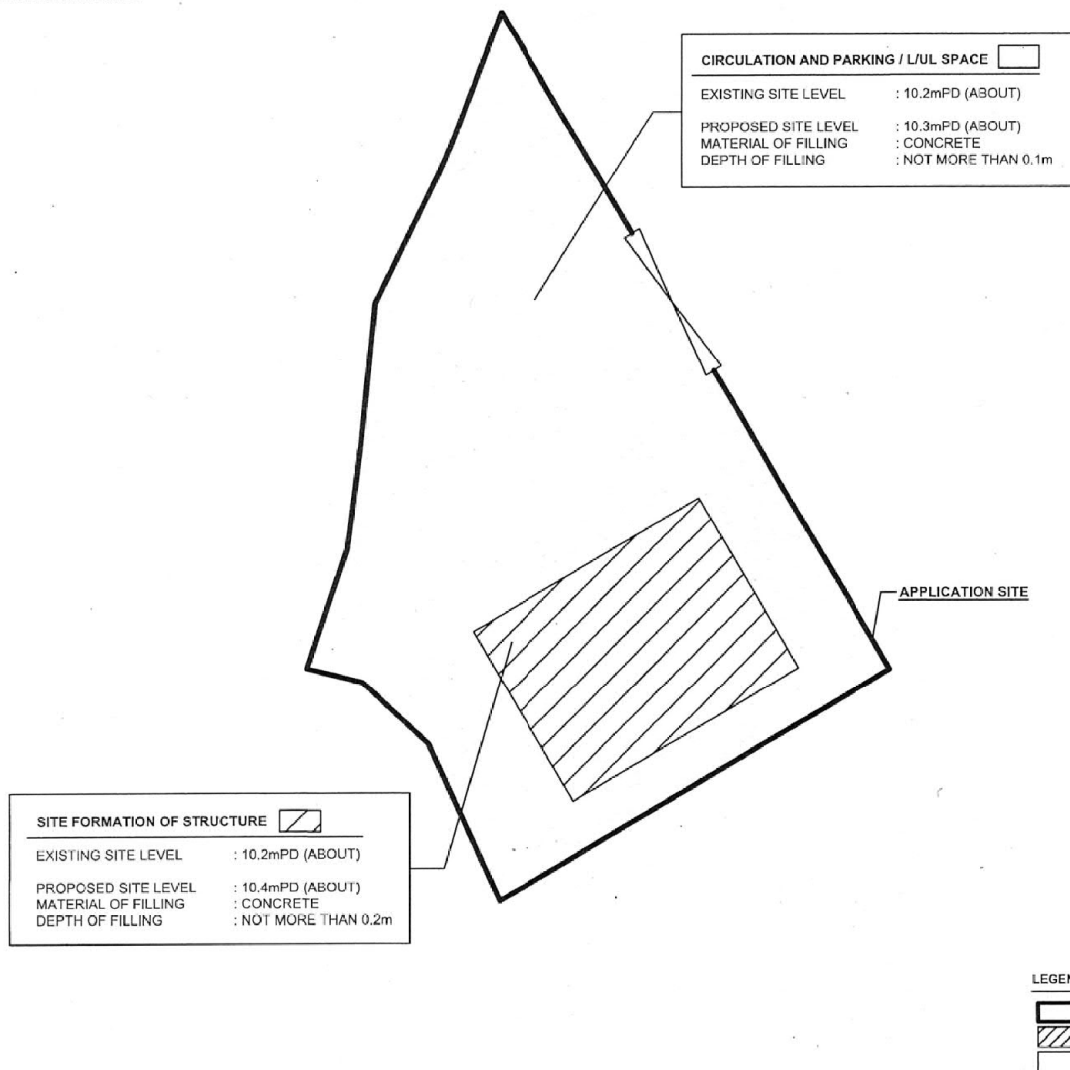 CIRCULATION AND PARKING / L/UL SPACE
EXISTING SITE LEVEL : 10.2mPD (ABOUT)
PROPOSED SITE LEVEL : 10.3mPD (ABOUT)
MATERIAL OF FILLING : CONCRETE
DEPTH OF FILLING : NOT MORE THAN 0.1m
APPLICATION SITE
SITE FORMATION OF STRUCTURE
EXISTING SITE LEVEL : 10.2mPD (ABOUT)
PROPOSED SITE LEVEL : 10.4mPD (ABOUT)
MATERIAL OF FILLING : CONCRETE
DEPTH OF FILLING : NOT MORE THAN 0.2m